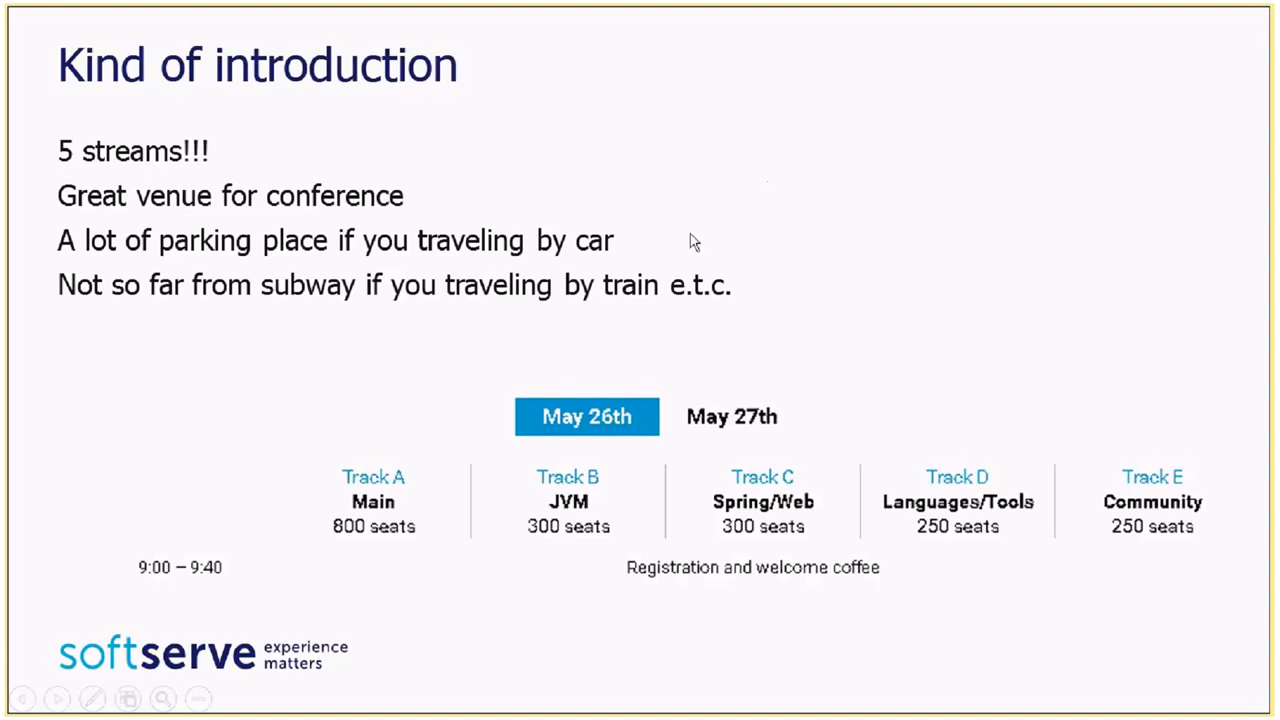 Kind of introduction
5 streams!!!
Great venue for conference
A lot of parking place if you traveling by car
Not so far from subway if you traveling by train e.t.c.
May 26th May 27th
Track A Track B Track C Track D Track E
Main JVM Spring/Web Languages/Tools Community
800 seats 300 seats 300 seats 250 seats 250 seats
9:00 – 9:40 Registration and welcome coffee
softserve experience
matters